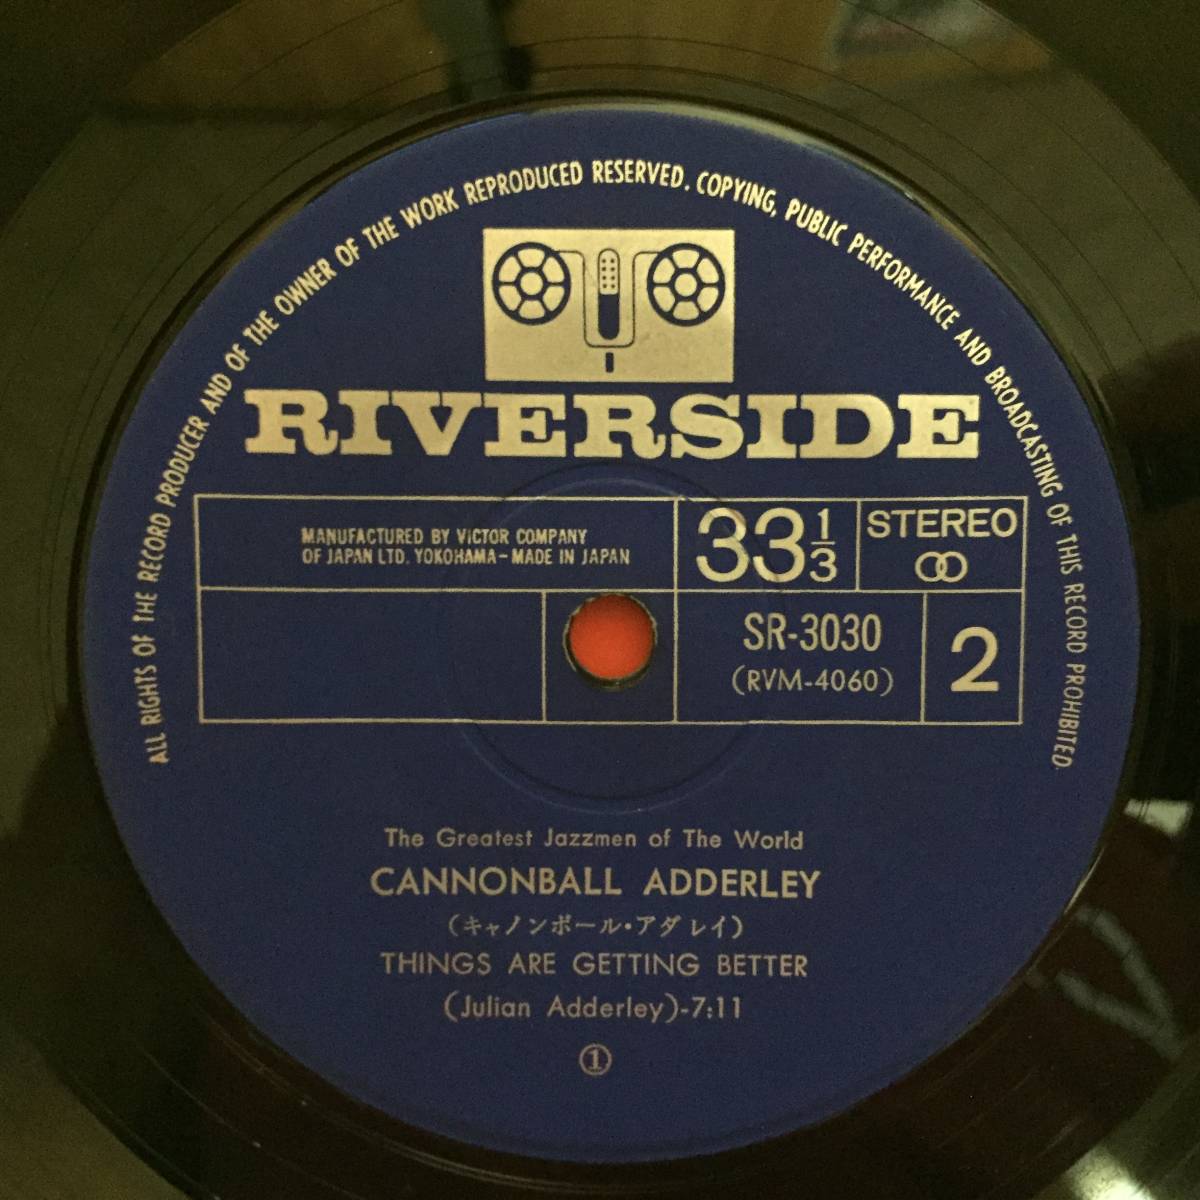 ALL RIGHTS OF THE RECORD PRODUCER AND OF THE OWNER OF THE WORK REPRODUCED RESERVED. COPYING, PUBLIC PERFORMANCE AND BROADCASTING OF THIS RECORD PROHIBITED.
RIVERSIDE
MANUFACTURED BY VICTOR COMPANY
OF JAPAN LTD. YOKOHAMA-MADE IN JAPAN
33 1/3
STEREO
SR-3030
(RVM-4060)
2
The Greatest Jazzmen of The World
CANNONBALL ADDERLEY
(キャノンボール・アダレイ)
THINGS ARE GETTING BETTER
(Julian Adderley)-7:11
①